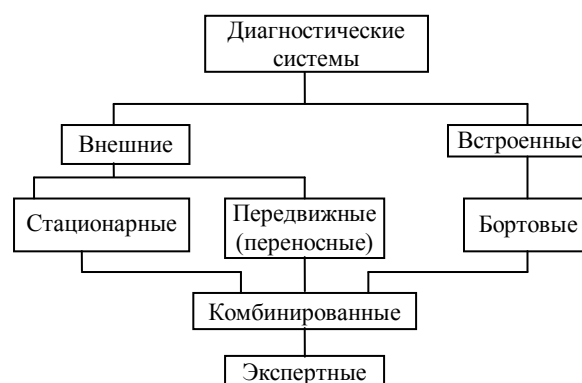 Диагностические
системы
Внешние
Встроенные
Стационарные
Передвижные
(переносные)
Бортовые
Комбинированные
Экспертные